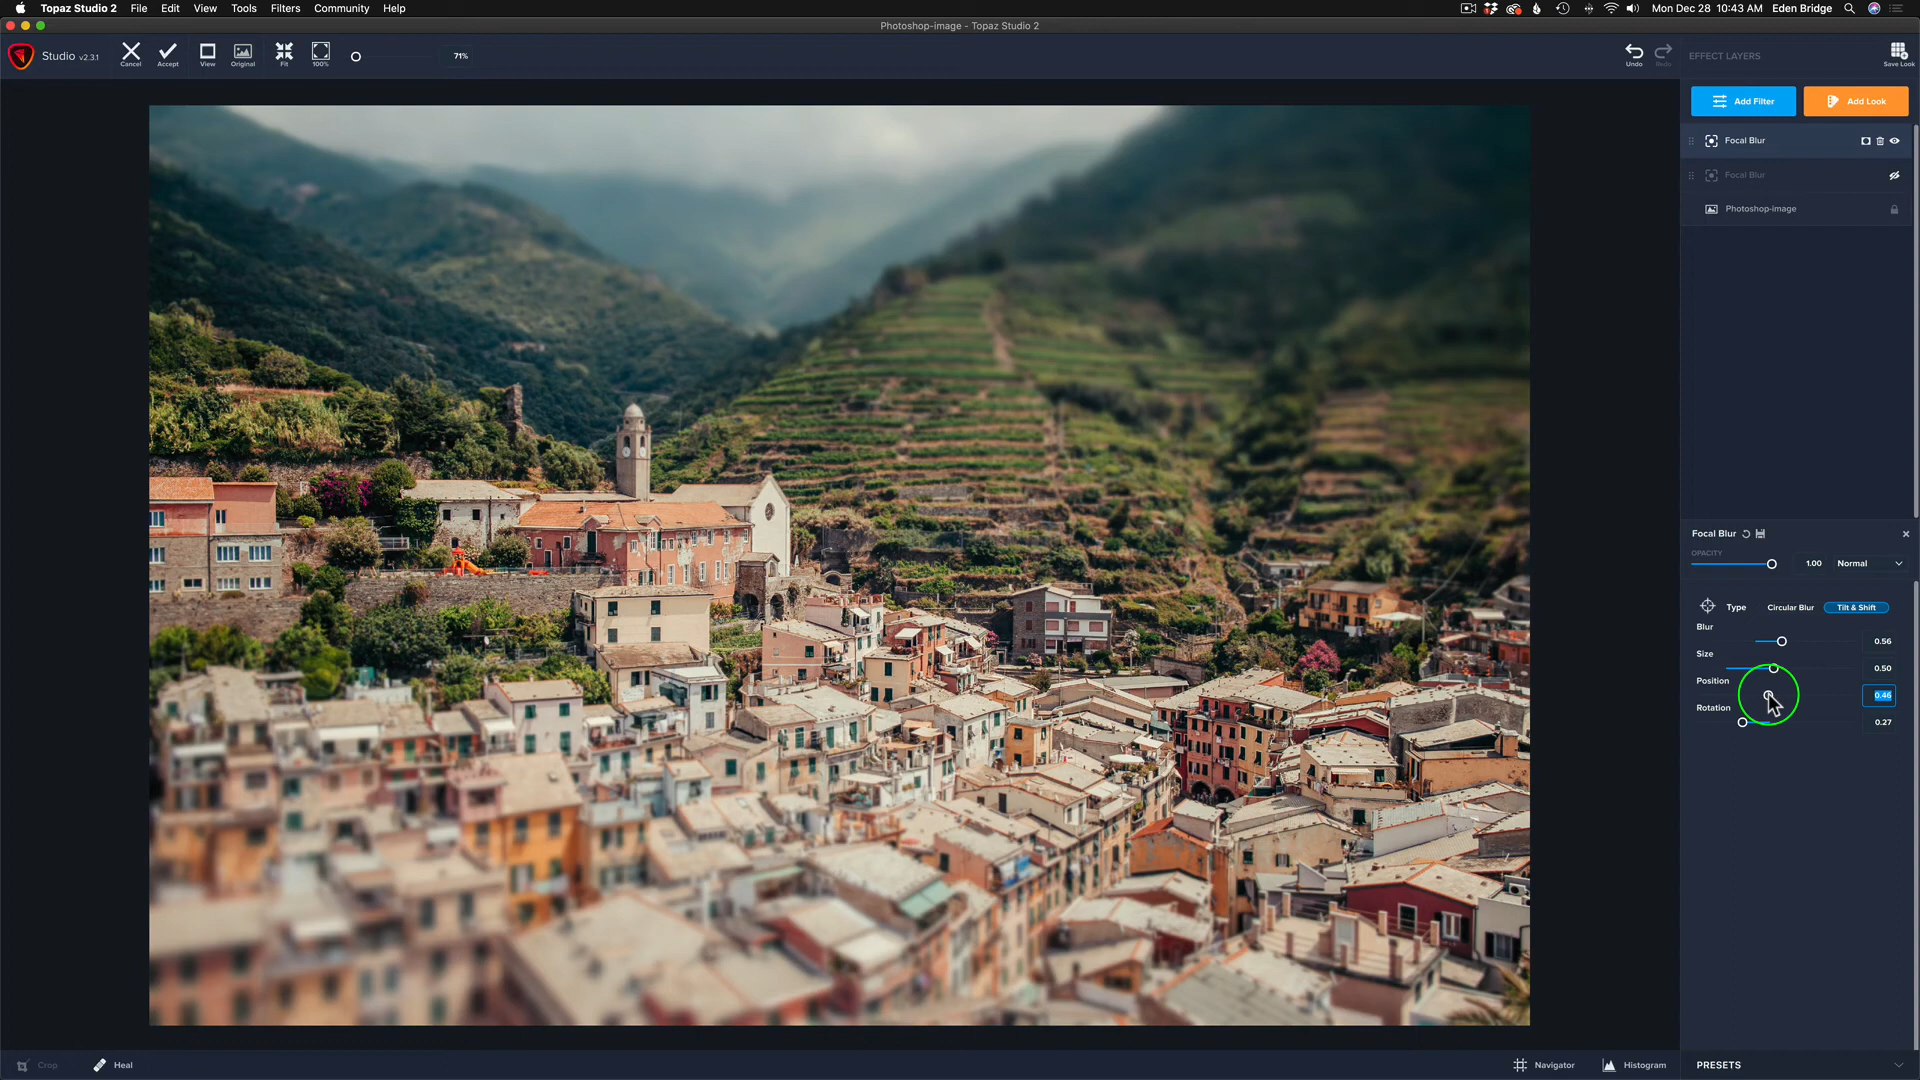 Topaz Studio 2 File Edit View Tools Filters Community Help
Mon Dec 28 10:43 AM Eden Bridge
Photoshop-image - Topaz Studio 2
Studio v2.3.1
Cancel Accept View Original Fit 100%
71%
Undo Redo
EFFECT LAYERS
Save Look
Add Filter Add Look
Focal Blur
Focal Blur
Photoshop-image
Focal Blur
OPACITY
1.00 Normal
Type Circular Blur Tilt & Shift
Blur
0.56
Size
0.50
Position
0.46
Rotation
0.27
Crop Heal Navigator Histogram PRESETS